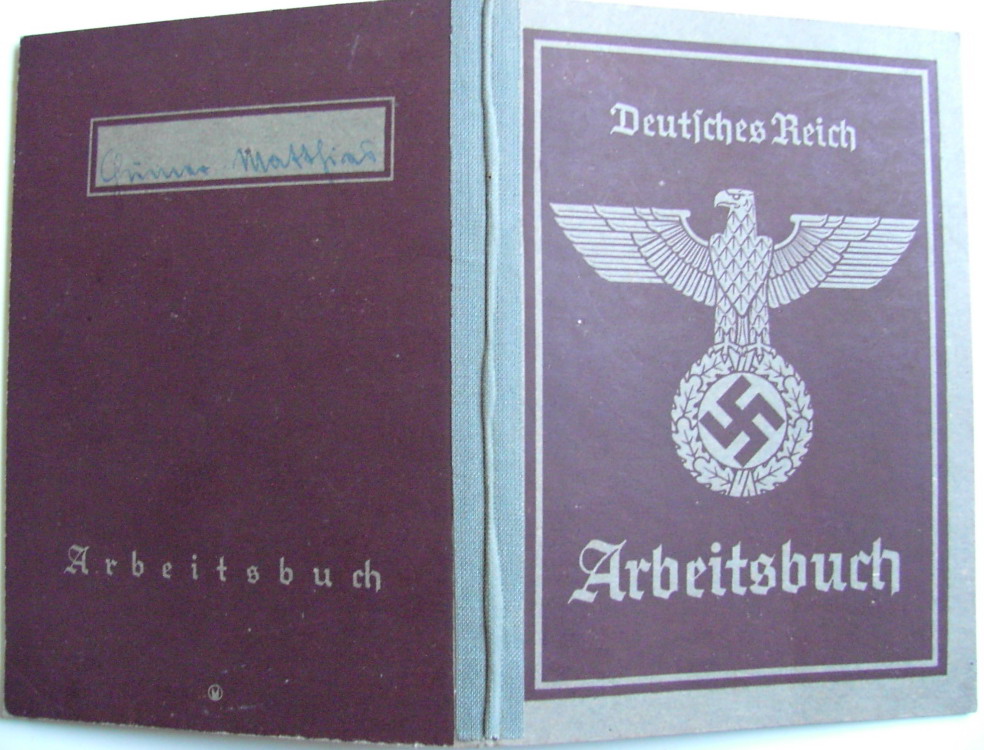 Matthias
Arbeitsbuch
M
Deutſches Reich
Arbeitsbuch